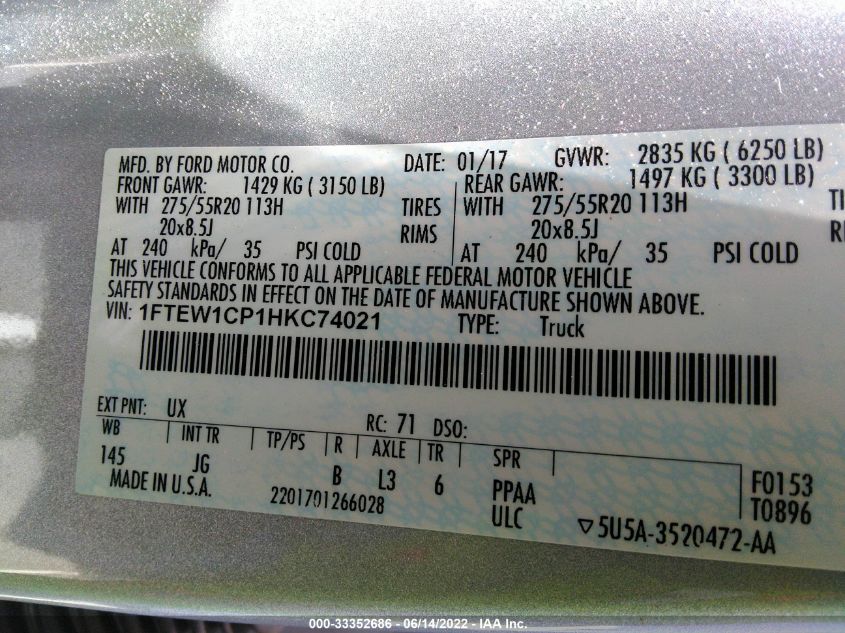 MFD. BY FORD MOTOR CO. DATE: 01/17 GVWR: 2835 KG ( 6250 LB)
FRONT GAWR: 1429 KG ( 3150 LB) REAR GAWR: 1497 KG ( 3300 LB)
WITH 275/55R20 113H TIRES WITH 275/55R20 113H
20x8.5J RIMS 20x8.5J
AT 240 kPa/ 35 PSI COLD AT 240 kPa/ 35 PSI COLD
THIS VEHICLE CONFORMS TO ALL APPLICABLE FEDERAL MOTOR VEHICLE
SAFETY STANDARDS IN EFFECT ON THE DATE OF MANUFACTURE SHOWN ABOVE.
VIN: 1FTEW1CP1HKC74021 TYPE: Truck
EXT PNT: UX RC: 71 DSO:
WB INT TR TP/PS R AXLE TR SPR
145 JG B L3 6 PPAA F0153
MADE IN U.S.A. 2201701266028 ULC T0896
5U5A-3520472-AA
000-33352686 - 06/14/2022 - IAA Inc.